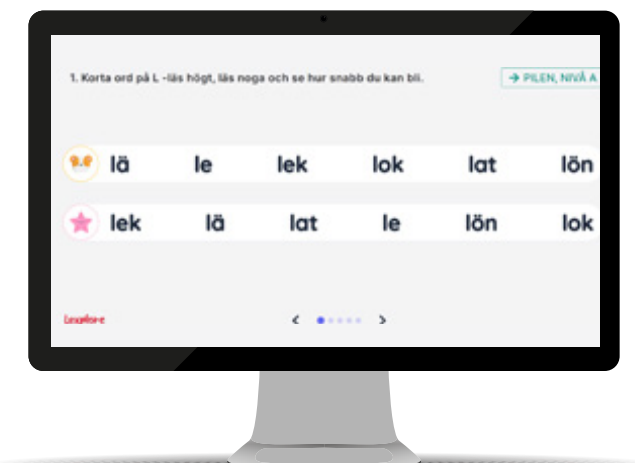 1. Korta ord på L -läs högt, läs noga och se hur snabb du kan bli.
→ PILEN, NIVÅ A
lä le lek lok lat lön
lek lä lat le lön lok
Lexplore